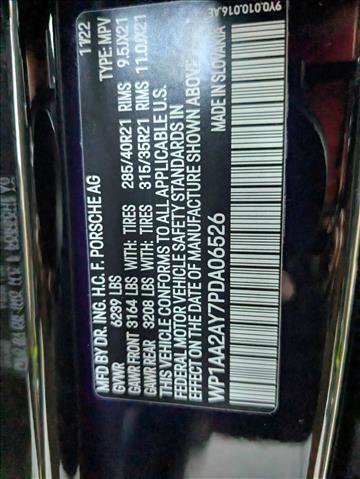 9Y0.010.016.AE
MFD BY DR. ING. H.C. F. PORSCHE AG 11/22
GVWR 6239 LBS TYPE: MPV
GAWR FRONT 3164 LBS WITH TIRES 285/40R21 RIMS 9.5JX21
GAWR REAR 3208 LBS WITH TIRES 315/35R21 RIMS 11.0JX21
THIS VEHICLE CONFORMS TO ALL APPLICABLE U.S.
FEDERAL MOTOR VEHICLE SAFETY STANDARDS IN
EFFECT ON THE DATE OF MANUFACTURE SHOWN ABOVE
WP1AA2AY7PDA06526 MADE IN SLOVAKIA